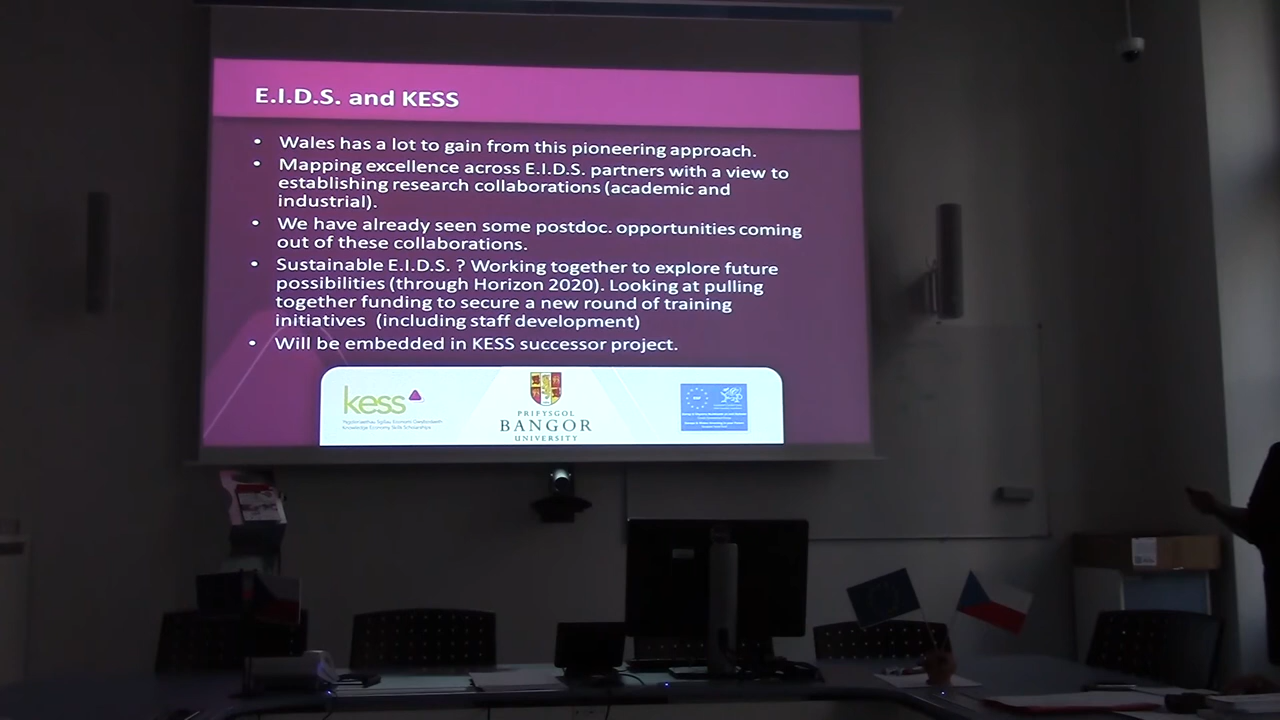 E.I.D.S. and KESS
• Wales has a lot to gain from this pioneering approach.
• Mapping excellence across E.I.D.S. partners with a view to
establishing research collaborations (academic and
industrial).
• We have already seen some postdoc. opportunities coming
out of these collaborations.
• Sustainable E.I.D.S. ? Working together to explore future
possibilities (through Horizon 2020). Looking at pulling
together funding to secure a new round of training
initiatives (including staff development)
• Will be embedded in KESS successor project.
kess
Knowledge Economy Skills Scholarships
PRIFYSGOL
BANGOR
UNIVERSITY